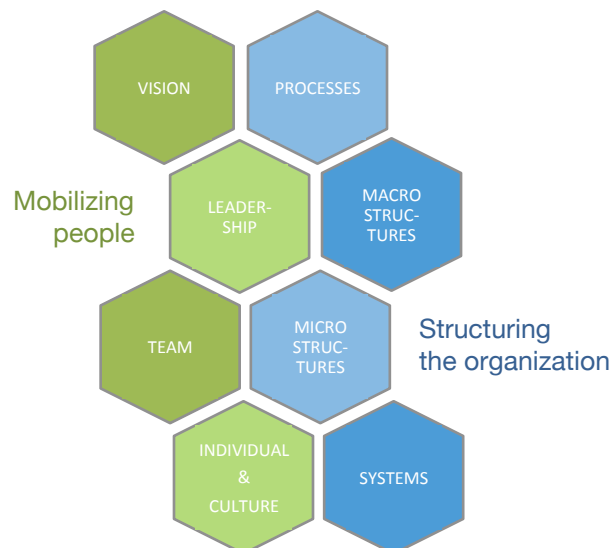 VISION
PROCESSES
Mobilizing
people
LEADER-
SHIP
MACRO
STRUC-
TURES
TEAM
MICRO
STRUC-
TURES
Structuring
the organization
INDIVIDUAL
&
CULTURE
SYSTEMS